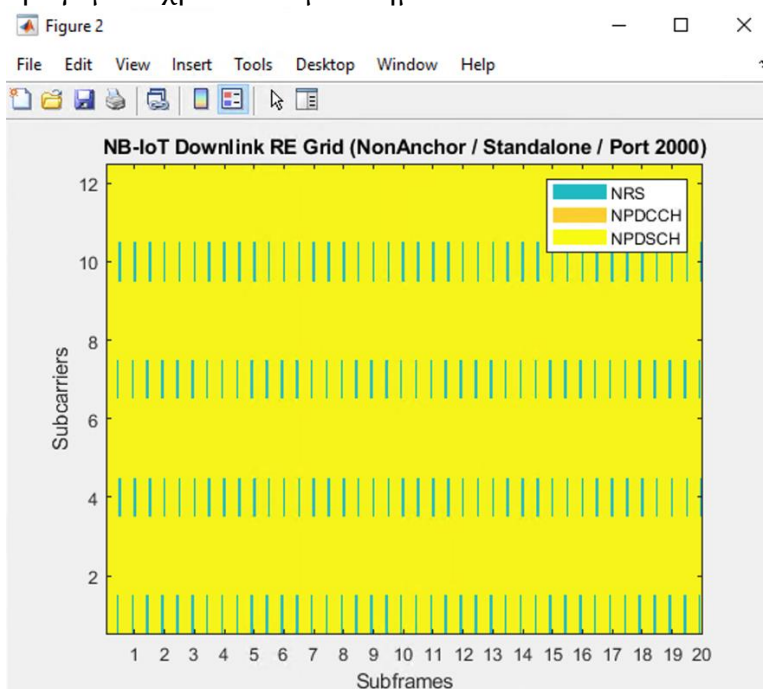 Figure 2
File Edit View Insert Tools Desktop Window Help
NB-IoT Downlink RE Grid (NonAnchor / Standalone / Port 2000)
NRS
NPDCCH
NPDSCH
12
10
8
6
4
2
Subcarriers
1 2 3 4 5 6 7 8 9 10 11 12 13 14 15 16 17 18 19 20
Subframes